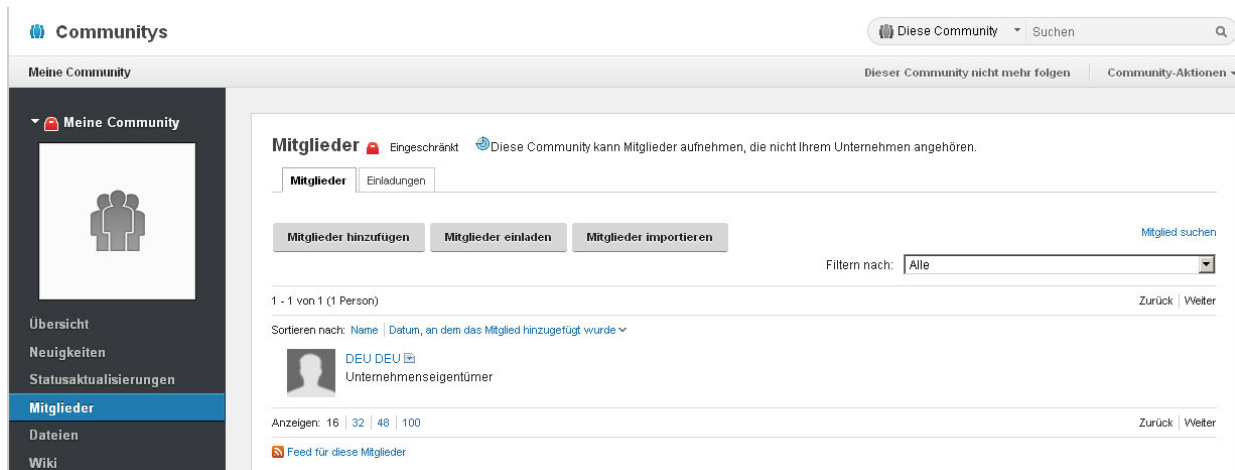 Communitys
Diese Community Suchen
Meine Community
Dieser Community nicht mehr folgen Community-Aktionen
Meine Community
Übersicht
Neuigkeiten
Statusaktualisierungen
Mitglieder
Dateien
Wiki
Mitglieder Eingeschränkt Diese Community kann Mitglieder aufnehmen, die nicht Ihrem Unternehmen angehören.
Mitglieder Einladungen
Mitglieder hinzufügen Mitglieder einladen Mitglieder importieren
Mitglied suchen
Filtern nach: Alle
1 - 1 von 1 (1 Person) Zurück Weiter
Sortieren nach: Name Datum, an dem das Mitglied hinzugefügt wurde
DEU DEU
Unternehmenseigentümer
Anzeigen: 16 32 48 100 Zurück Weiter
Feed für diese Mitglieder